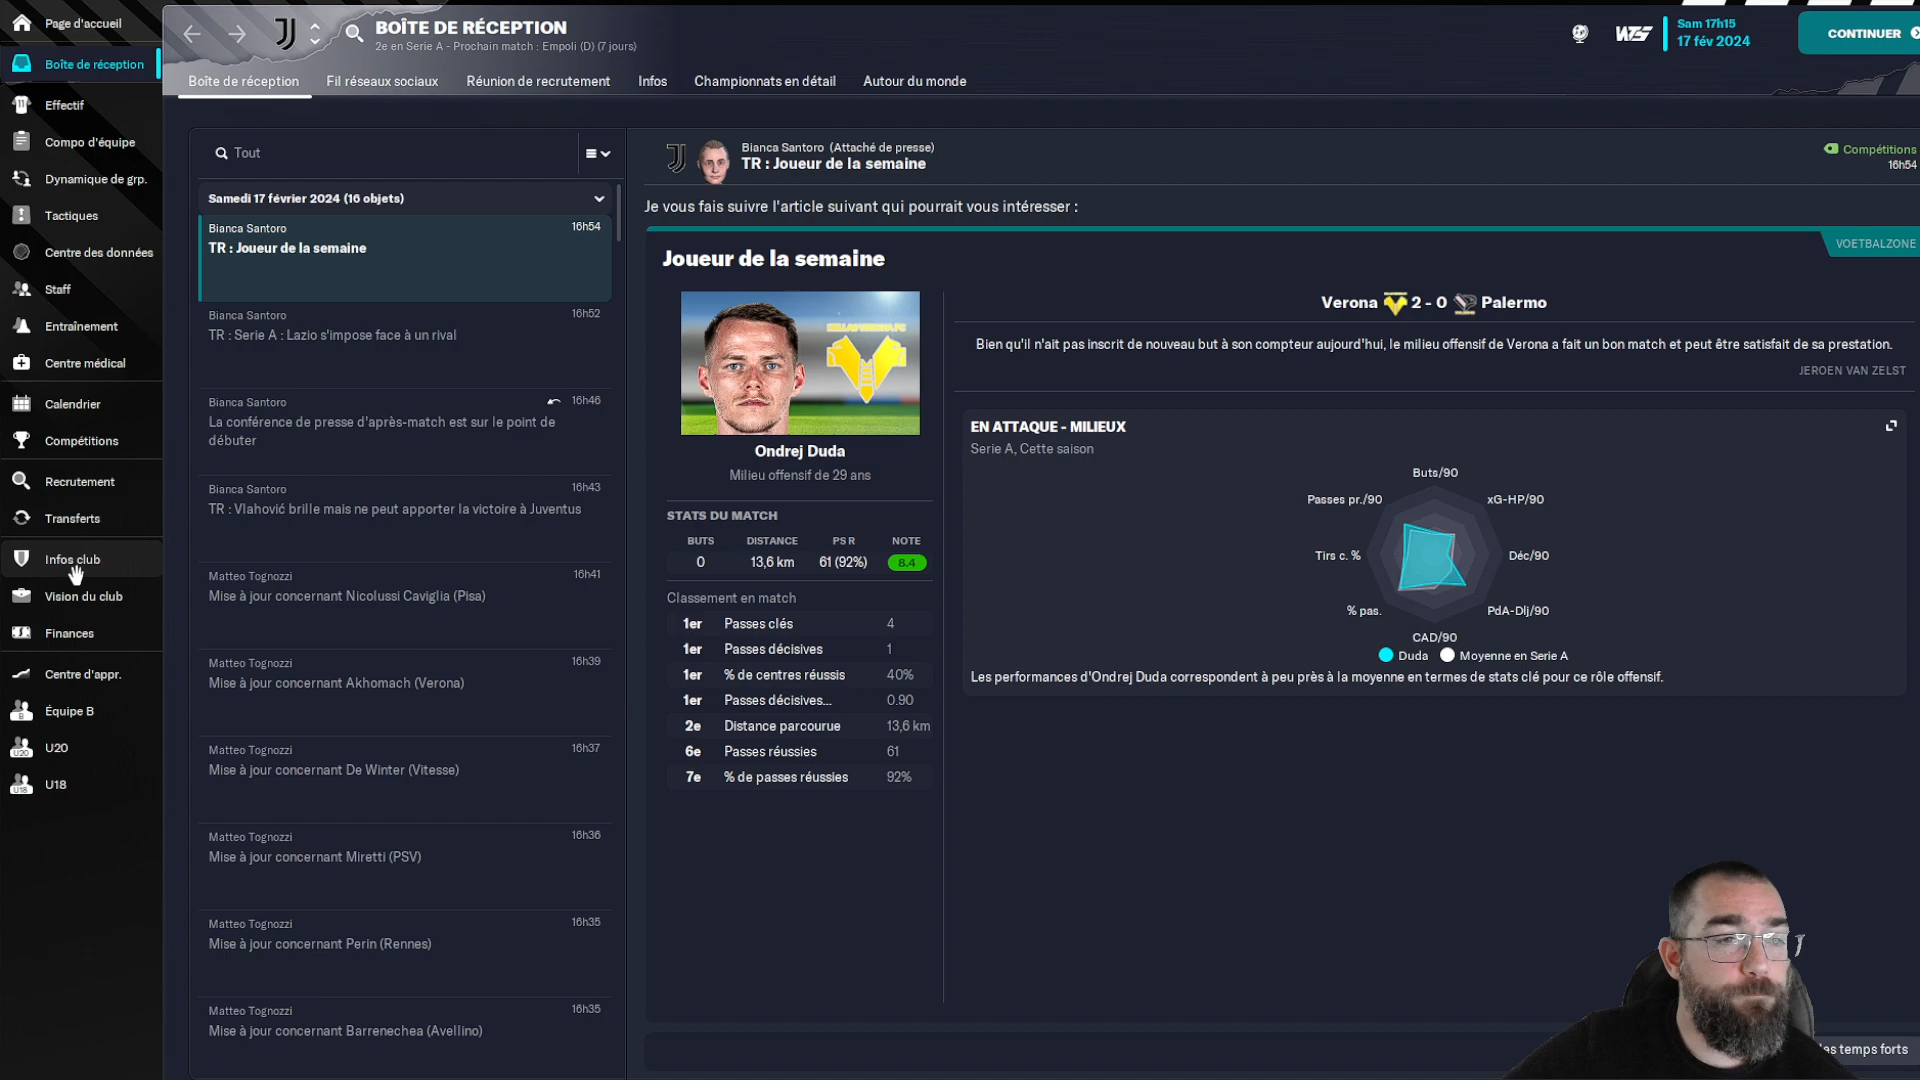 Page d'accueil
Boîte de réception
Effectif
Compo d'équipe
Dynamique de grp.
Tactiques
Centre des données
Staff
Entraînement
Centre médical
Calendrier
Compétitions
Recrutement
Transferts
Infos club
Vision du club
Finances
Centre d'appr.
Équipe B
U20
U18
BOÎTE DE RÉCEPTION
2e en Serie A - Prochain match : Empoli (D) (7 jours)
Sam 17h15
17 fév 2024
CONTINUER
Boîte de réception
Fil réseaux sociaux
Réunion de recrutement
Infos
Championnats en détail
Autour du monde
Tout
Samedi 17 février 2024 (16 objets)
Bianca Santoro 16h54
TR : Joueur de la semaine
Bianca Santoro 16h52
TR : Serie A : Lazio s'impose face à un rival
Bianca Santoro 16h46
La conférence de presse d'après-match est sur le point de
débuter
Bianca Santoro 16h43
TR : Vlahović brille mais ne peut apporter la victoire à Juventus
Matteo Tognozzi 16h41
Mise à jour concernant Nicolussi Caviglia (Pisa)
Matteo Tognozzi 16h39
Mise à jour concernant Akhomach (Verona)
Matteo Tognozzi 16h37
Mise à jour concernant De Winter (Vitesse)
Matteo Tognozzi 16h36
Mise à jour concernant Miretti (PSV)
Matteo Tognozzi 16h35
Mise à jour concernant Perin (Rennes)
Matteo Tognozzi 16h35
Mise à jour concernant Barrenechea (Avellino)
Bianca Santoro (Attaché de presse)
TR : Joueur de la semaine
Compétitions
16h54
Je vous fais suivre l'article suivant qui pourrait vous intéresser :
VOETBALZONE
Joueur de la semaine
Ondrej Duda
Milieu offensif de 29 ans
STATS DU MATCH
BUTS DISTANCE PS R NOTE
0 13,6 km 61 (92%) 8.4
Classement en match
1er Passes clés 4
1er Passes décisives 1
1er % de centres réussis 40%
1er Passes décisives... 0.90
2e Distance parcourue 13,6 km
6e Passes réussies 61
7e % de passes réussies 92%
Verona 2 - 0 Palermo
Bien qu'il n'ait pas inscrit de nouveau but à son compteur aujourd'hui, le milieu offensif de Verona a fait un bon match et peut être satisfait de sa prestation.
JEROEN VAN ZELST
EN ATTAQUE - MILIEUX
Serie A, Cette saison
Buts/90
Passes pr./90
xG-HP/90
Tirs c. %
Déc/90
% pas.
PdA-Dlj/90
CAD/90
Duda Moyenne en Serie A
Les performances d'Ondrej Duda correspondent à peu près à la moyenne en termes de stats clé pour ce rôle offensif.
temps forts